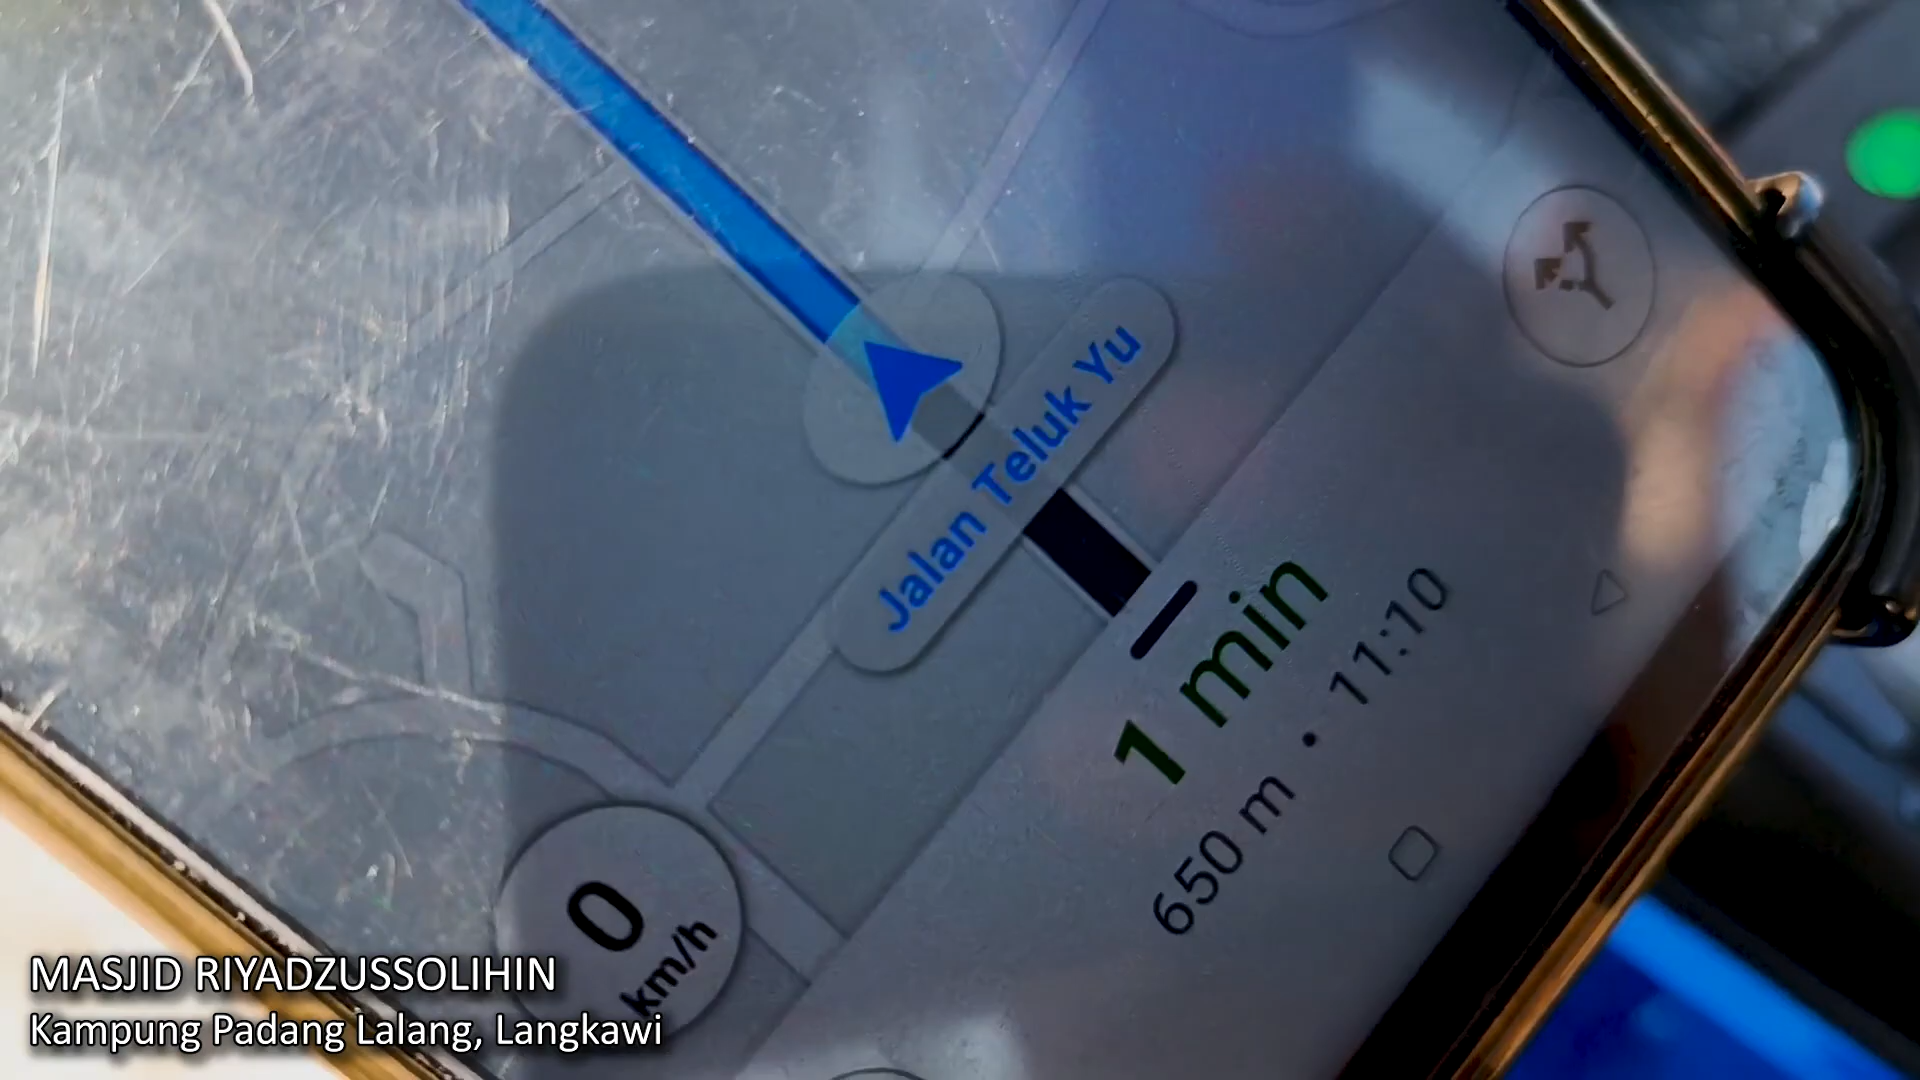 Jalan Teluk Yu
1 min
650 m • 11:10
0
km/h
MASJID RIYADZUSSOLIHIN
Kampung Padang Lalang, Langkawi